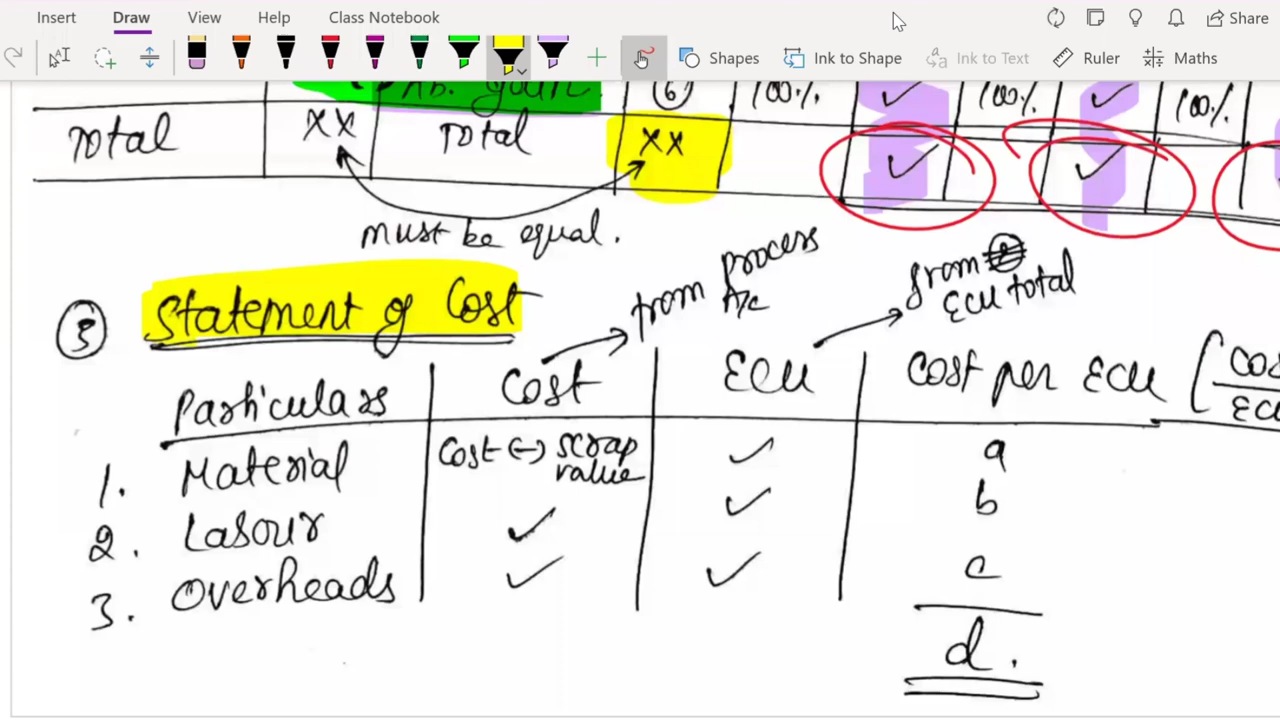 Insert Draw View Help Class Notebook Share
Shapes Ink to Shape Ink to Text Ruler Maths
Ab. gain 6 100% ✓ 100% ✓ 100%
Total xx Total xx ✓ ✓
must be equal.
from process A/c
from ECU total
3 Statement of Cost
Particulars Cost ECU Cost per ECU
1. Material Cost (-) scrap value ✓ a
2. Labour ✓ ✓ b
3. Overheads ✓ ✓ c
d.